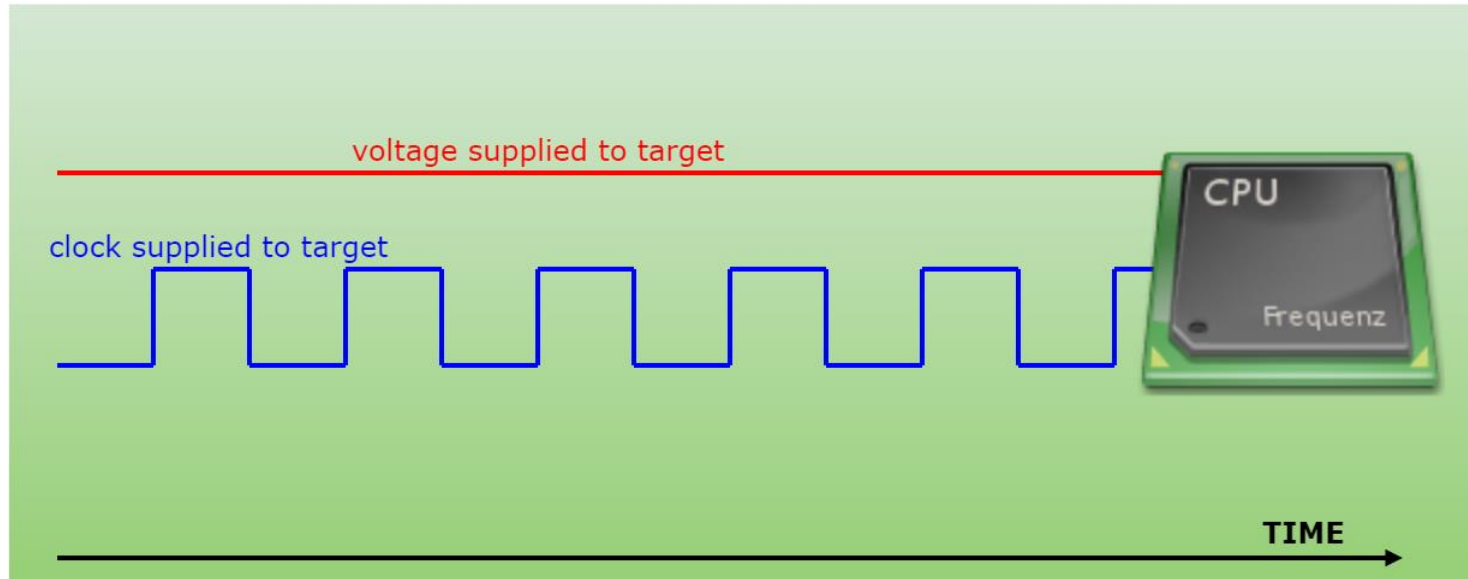 voltage supplied to target
CPU
clock supplied to target
Frequenz
TIME